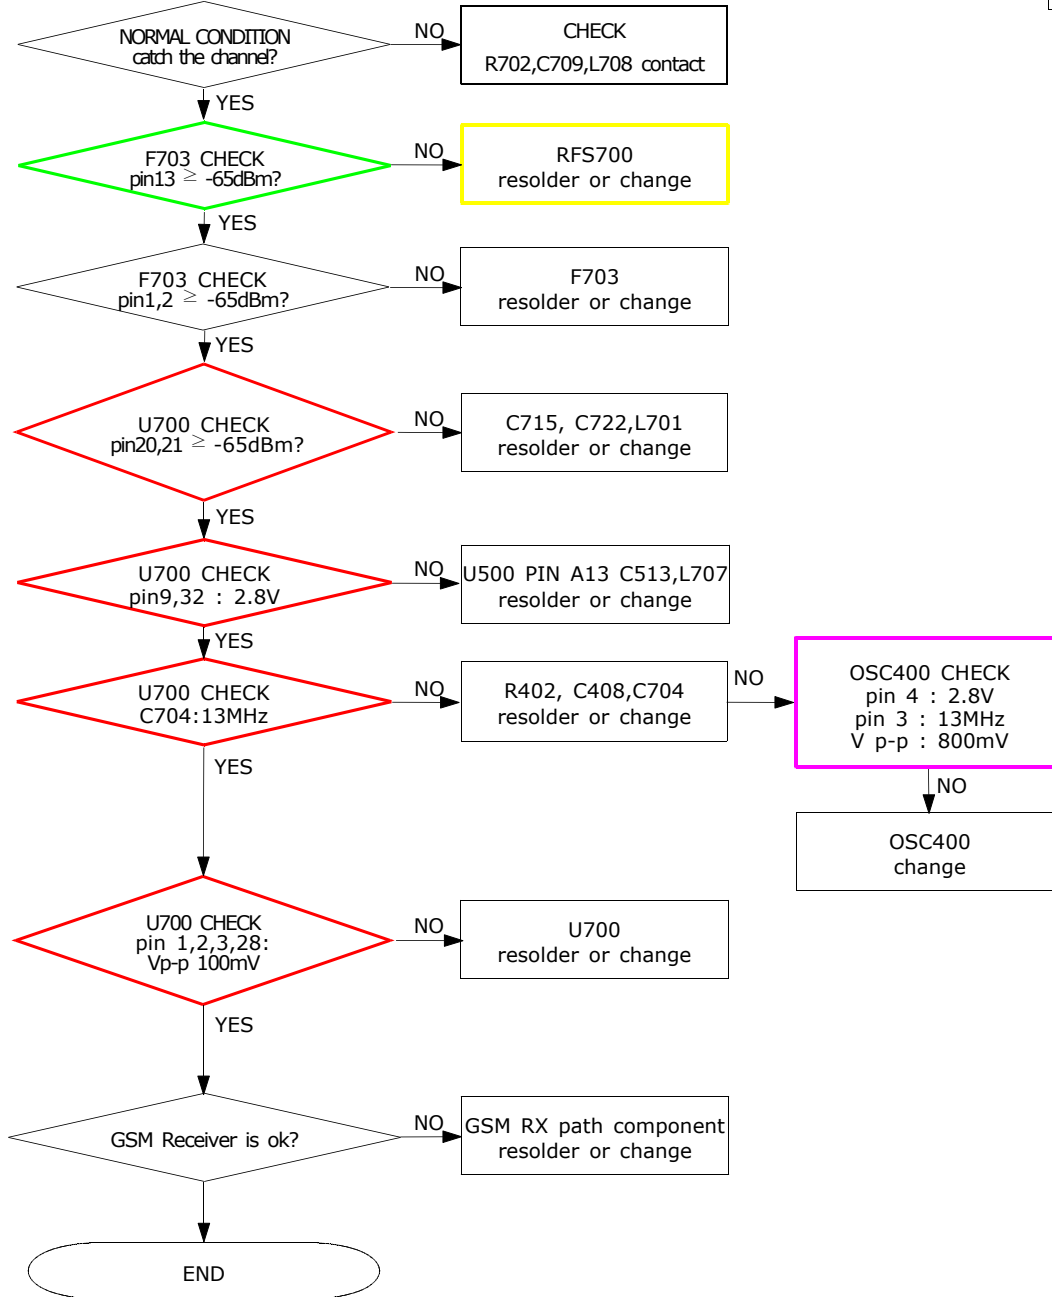 NORMAL CONDITION
catch the channel?
NO
CHECK
R702,C709,L708 contact
YES
F703 CHECK
pin13 ≥ -65dBm?
NO
RFS700
resolder or change
YES
F703 CHECK
pin1,2 ≥ -65dBm?
NO
F703
resolder or change
YES
U700 CHECK
pin20,21 ≥ -65dBm?
NO
C715, C722,L701
resolder or change
YES
U700 CHECK
pin9,32 : 2.8V
NO
U500 PIN A13 C513,L707
resolder or change
YES
U700 CHECK
C704:13MHz
NO
R402, C408,C704
resolder or change
NO
OSC400 CHECK
pin 4 : 2.8V
pin 3 : 13MHz
V p-p : 800mV
YES
NO
OSC400
change
U700 CHECK
pin 1,2,3,28:
Vp-p 100mV
NO
U700
resolder or change
YES
GSM Receiver is ok?
NO
GSM RX path component
resolder or change
END